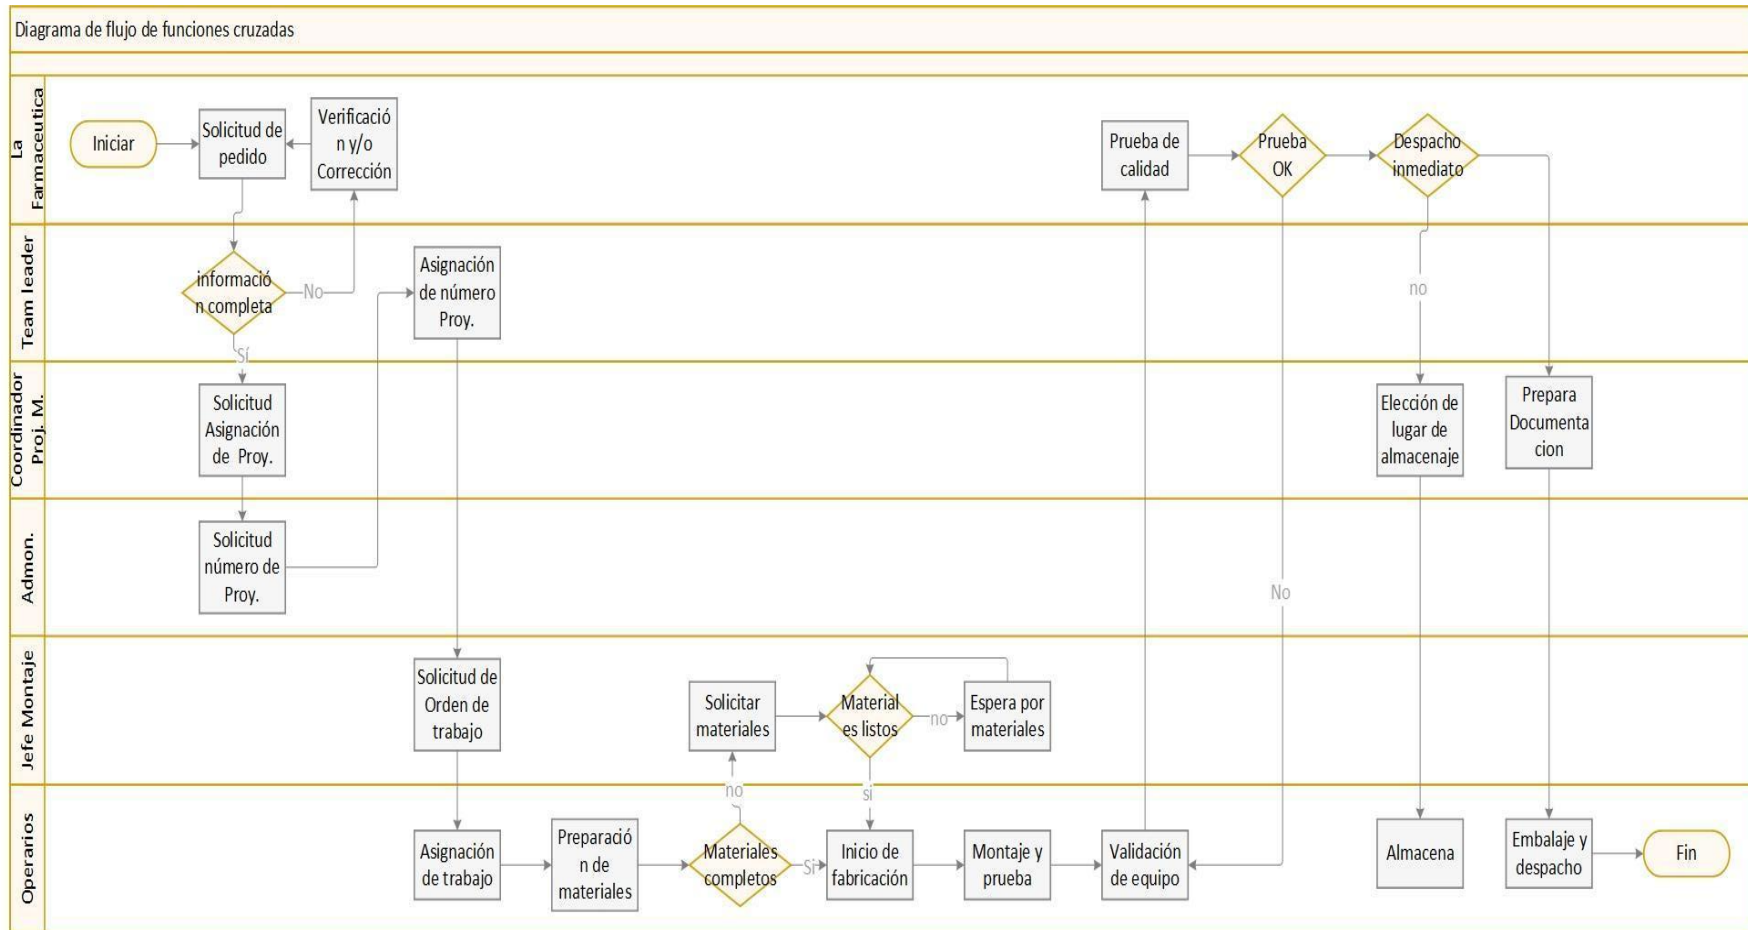 Diagrama de flujo de funciones cruzadas
La
Farmaceutica
Iniciar
Solicitud de
pedido
Verificació
n y/o
Corrección
Prueba de
calidad
Prueba
OK
Despacho
inmediato
Team leader
informació
n completa
No
Sí
Asignación
de número
Proy.
no
Coordinador
Proj. M.
Solicitud
Asignación
de Proy.
Elección de
lugar de
almacenaje
Prepara
Documenta
cion
Admon.
Solicitud
número de
Proy.
No
Jefe Montaje
Solicitud de
Orden de
trabajo
Solicitar
materiales
Material
es listos
no
Espera por
materiales
no
si
Operarios
Asignación
de trabajo
Preparació
n de
materiales
Materiales
completos
Si
Inicio de
fabricación
Montaje y
prueba
Validación
de equipo
Almacena
Embalaje y
despacho
Fin